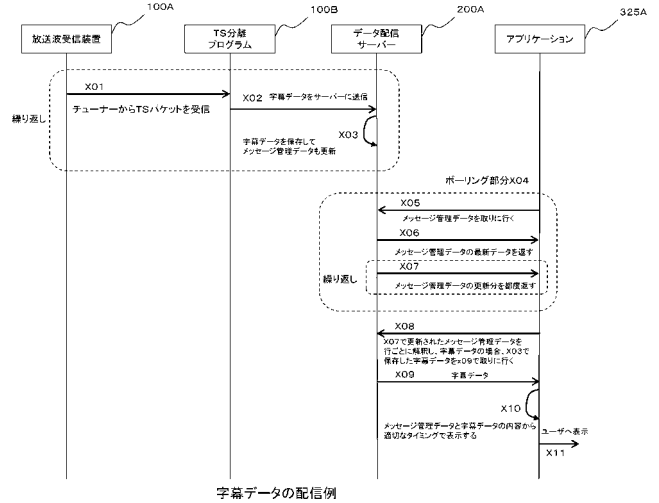 100A
100B
200A
325A
放送波受信装置
TS分離
プログラム
データ配信
サーバー
アプリケーション
X01
チューナーからTSパケットを受信
X02 字幕データをサーバーに送信
X03
繰り返し
字幕データを保存して
メッセージ管理データも更新
ポーリング部分X04
X05
メッセージ管理データを取りに行く
X06
メッセージ管理データの最新データを返す
X07
繰り返し
メッセージ管理データの更新分を都度返す
X08
X07で更新されたメッセージ管理データを
行ごとに解釈し、字幕データの場合、X03で
保存した字幕データをx09で取りに行く
X09 字幕データ
X10
メッセージ管理データと字幕データの内容から
適切なタイミングで表示する
ユーザへ表示
X11
字幕データの配信例